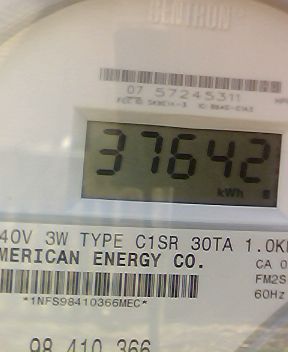 CENTRON
07 57245311
37642
kWh
40V 3W TYPE C1SR 30TA 1.0K
MERICAN ENERGY CO.
CA 0
FM2S
60Hz
*1NFS98410366MEC*
98 410 366